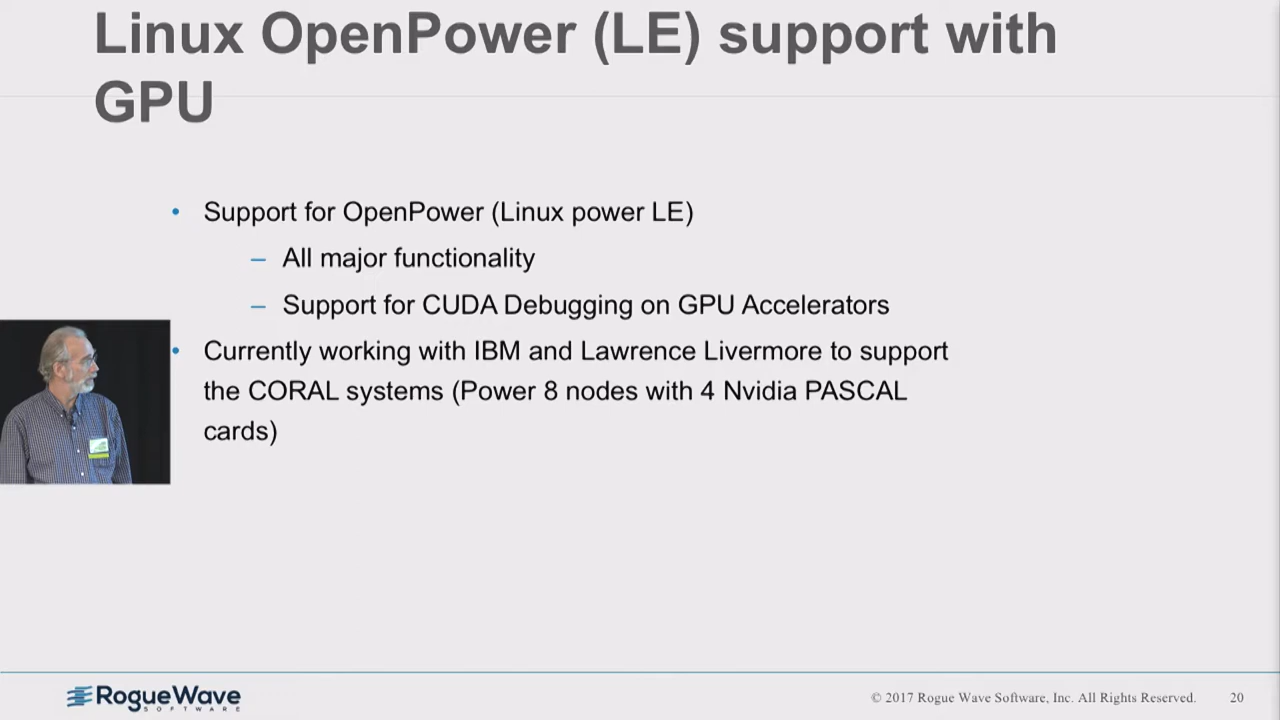 Linux OpenPower (LE) support with
GPU
• Support for OpenPower (Linux power LE)
– All major functionality
– Support for CUDA Debugging on GPU Accelerators
• Currently working with IBM and Lawrence Livermore to support
the CORAL systems (Power 8 nodes with 4 Nvidia PASCAL
cards)
RogueWave
SOFTWARE
© 2017 Rogue Wave Software, Inc. All Rights Reserved. 20